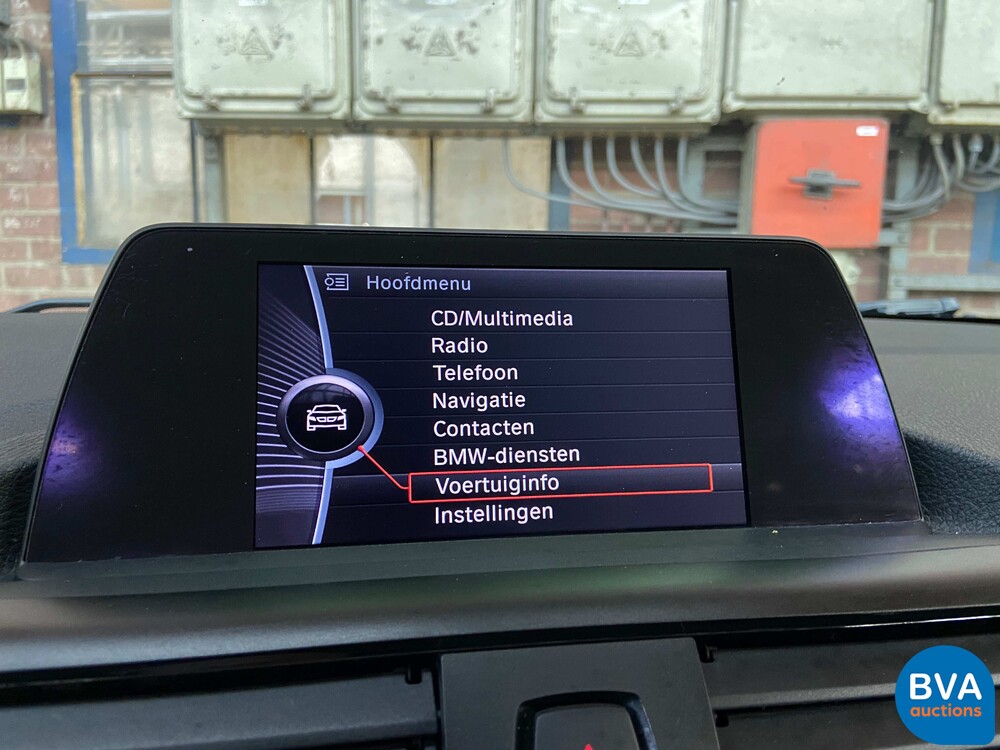 Hoofdmenu
CD/Multimedia
Radio
Telefoon
Navigatie
Contacten
BMW-diensten
Voertuiginfo
Instellingen
BVA
auctions